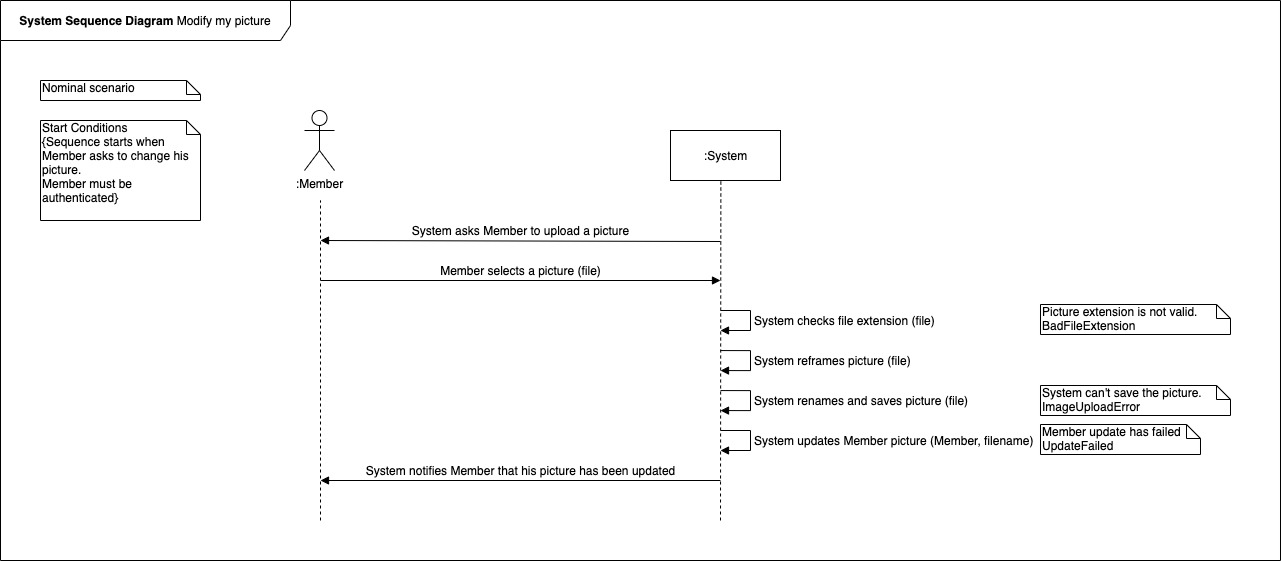 System Sequence Diagram Modify my picture
Nominal scenario
Start Conditions
{Sequence starts when
Member asks to change his
picture.
Member must be
authenticated}
:Member
:System
System asks Member to upload a picture
Member selects a picture (file)
System checks file extension (file)
Picture extension is not valid.
BadFileExtension
System reframes picture (file)
System renames and saves picture (file)
System can't save the picture.
ImageUploadError
System updates Member picture (Member, filename)
Member update has failed
UpdateFailed
System notifies Member that his picture has been updated